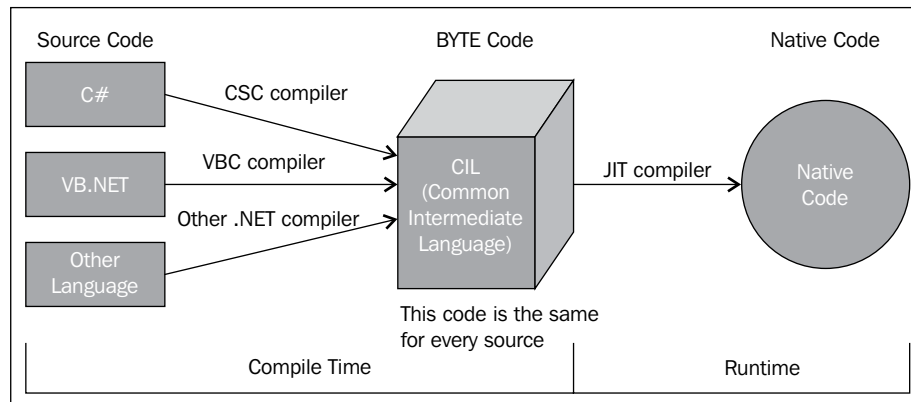 Source Code
BYTE Code
Native Code
C#
CSC compiler
VB.NET
VBC compiler
Other .NET compiler
Other
Language
CIL
(Common
Intermediate
Language)
JIT compiler
Native
Code
This code is the same
for every source
Compile Time
Runtime